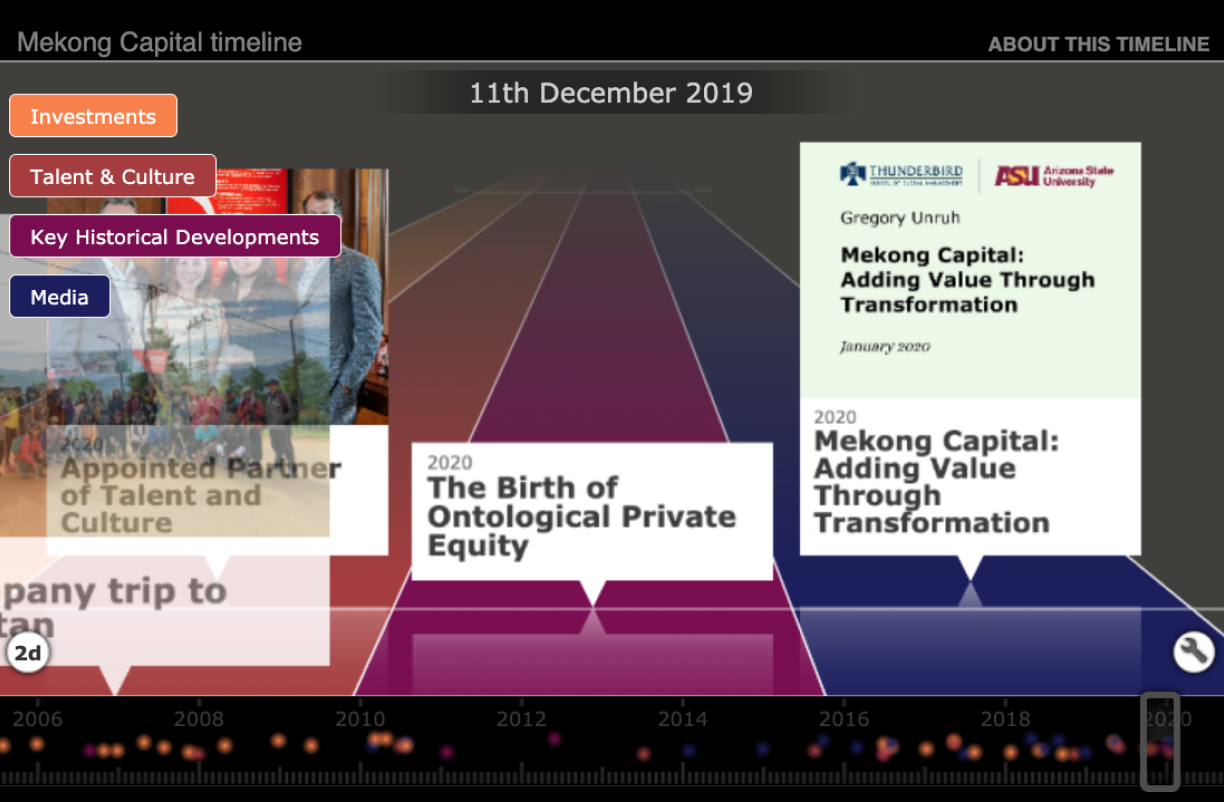 Mekong Capital timeline
ABOUT THIS TIMELINE
11th December 2019
Investments
Talent & Culture
Key Historical Developments
Media
2020
Appointed Partner
of Talent and
Culture
pany trip to
tan
2d
2020
The Birth of
Ontological Private
Equity
THUNDERBIRD
SCHOOL OF GLOBAL MANAGEMENT
ASU Arizona State
University
Gregory Unruh
Mekong Capital:
Adding Value Through
Transformation
January 2020
2020
Mekong Capital:
Adding Value
Through
Transformation
2006 2008 2010 2012 2014 2016 2018 2020